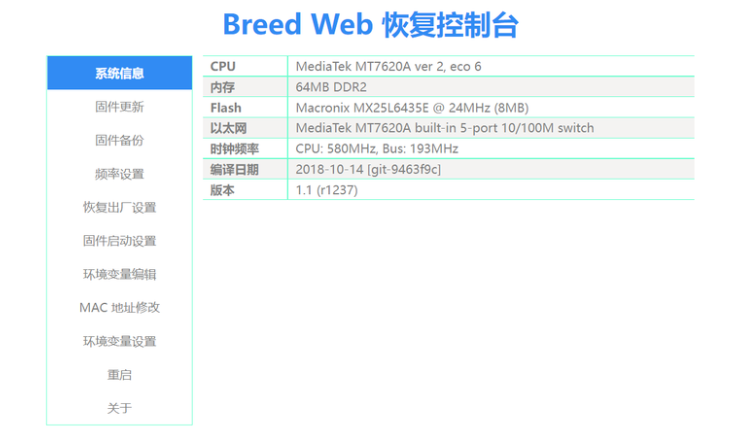 Breed Web 恢复控制台
系统信息
固件更新
固件备份
频率设置
恢复出厂设置
固件启动设置
环境变量编辑
MAC 地址修改
环境变量设置
重启
关于
CPU MediaTek MT7620A ver 2, eco 6
内存 64MB DDR2
Flash Macronix MX25L6435E @ 24MHz (8MB)
以太网 MediaTek MT7620A built-in 5-port 10/100M switch
时钟频率 CPU: 580MHz, Bus: 193MHz
编译日期 2018-10-14 [git-9463f9c]
版本 1.1 (r1237)